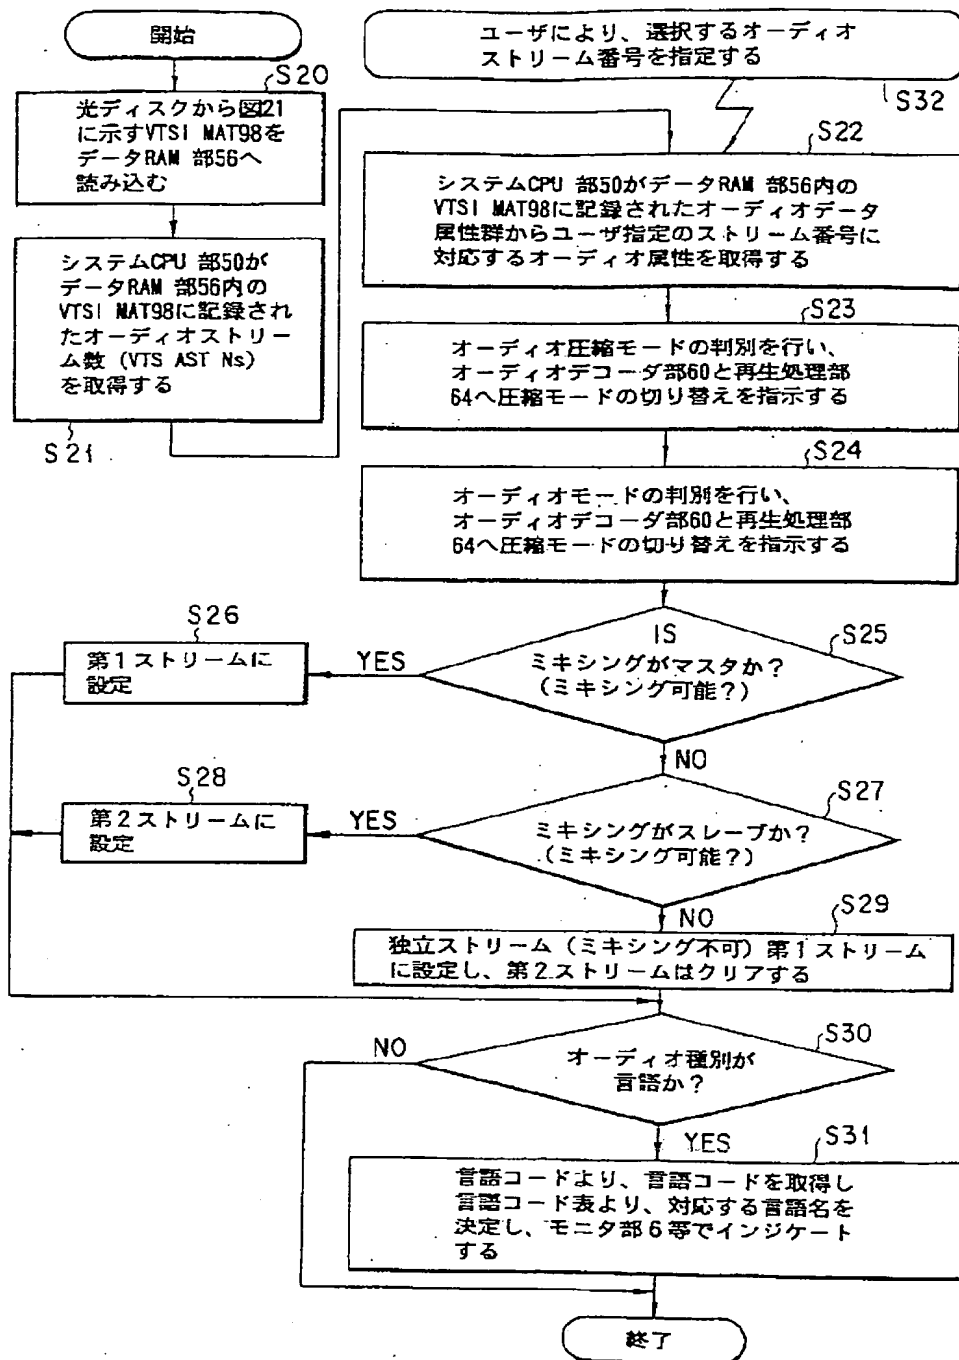 開始
S20
光ディスクから図21
に示すVTSI MAT98を
データRAM 部56へ
読み込む
システムCPU 部50が
データRAM 部56内の
VTSI MAT98に記録され
たオーディオストリー
ム数 (VTS AST Ns)
を取得する
S21
ユーザにより、選択するオーディオ
ストリーム番号を指定する
S32
S22
システムCPU 部50がデータRAM 部56内の
VTSI MAT98に記録されたオーディオデータ
属性群からユーザ指定のストリーム番号に
対応するオーディオ属性を取得する
S23
オーディオ圧縮モードの判別を行い、
オーディオデコーダ部60と再生処理部
64へ圧縮モードの切り替えを指示する
S24
オーディオモードの判別を行い、
オーディオデコーダ部60と再生処理部
64へ圧縮モードの切り替えを指示する
S25
IS
ミキシングがマスタか?
(ミキシング可能?)
YES
S26
第1ストリームに
設定
NO
S27
ミキシングがスレーブか?
(ミキシング可能?)
YES
S28
第2ストリームに
設定
NO
S29
独立ストリーム (ミキシング不可) 第1ストリーム
に設定し、第2ストリームはクリアする
S30
オーディオ種別が
言語か?
NO
YES
S31
言語コードより、言語コードを取得し
言語コード表より、対応する言語名を
決定し、モニタ部6等でインジケート
する
終了